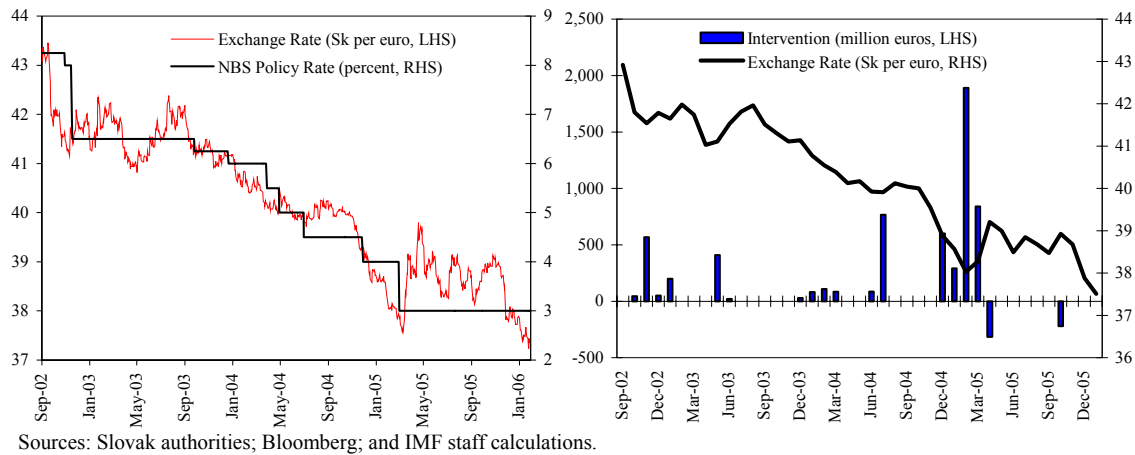 Exchange Rate (Sk per euro, LHS)
NBS Policy Rate (percent, RHS)
44
43
42
41
40
39
38
37
9
8
7
6
5
4
3
2
Sep-02
Jan-03
May-03
Sep-03
Jan-04
May-04
Sep-04
Jan-05
May-05
Sep-05
Jan-06
Intervention (million euros, LHS)
Exchange Rate (Sk per euro, RHS)
2,500
2,000
1,500
1,000
500
0
-500
44
43
42
41
40
39
38
37
36
Sep-02
Dec-02
Mar-03
Jun-03
Sep-03
Dec-03
Mar-04
Jun-04
Sep-04
Dec-04
Mar-05
Jun-05
Sep-05
Dec-05
Sources: Slovak authorities; Bloomberg; and IMF staff calculations.